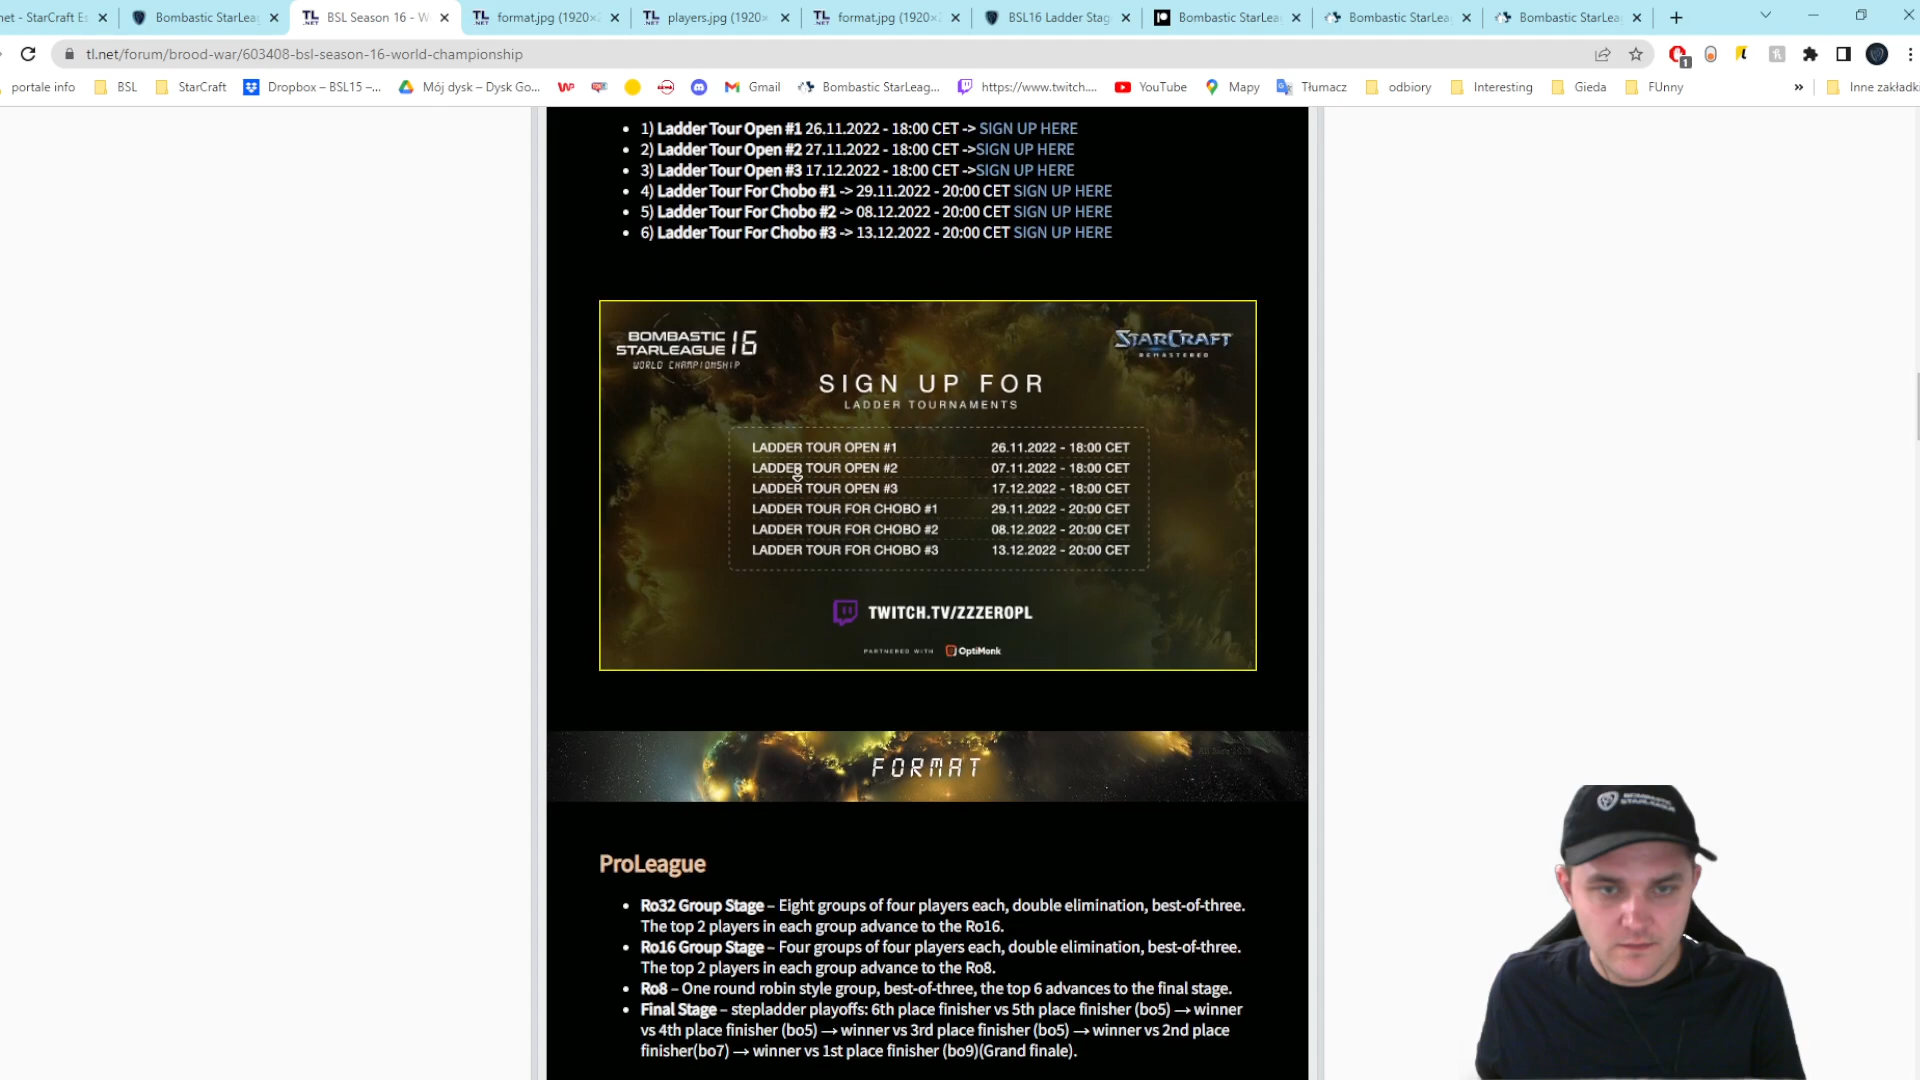 net - StarCraft Es
Bombastic StarLea
BSL Season 16 - W
format.jpg (1920×
players.jpg (1920×
format.jpg (1920×
BSL16 Ladder Stag
Bombastic StarLea
Bombastic StarLea
Bombastic StarLea
tl.net/forum/brood-war/603408-bsl-season-16-world-championship
portale info
BSL
StarCraft
Dropbox – BSL15 –...
Mój dysk – Dysk Go...
Gmail
Bombastic StarLeag...
https://www.twitch....
YouTube
Mapy
Tłumacz
odbiory
Interesting
Gieda
FUnny
»
Inne zakładki
• 1) Ladder Tour Open #1 26.11.2022 - 18:00 CET -> SIGN UP HERE
• 2) Ladder Tour Open #2 27.11.2022 - 18:00 CET ->SIGN UP HERE
• 3) Ladder Tour Open #3 17.12.2022 - 18:00 CET ->SIGN UP HERE
• 4) Ladder Tour For Chobo #1 -> 29.11.2022 - 20:00 CET SIGN UP HERE
• 5) Ladder Tour For Chobo #2 -> 08.12.2022 - 20:00 CET SIGN UP HERE
• 6) Ladder Tour For Chobo #3 -> 13.12.2022 - 20:00 CET SIGN UP HERE
BOMBASTIC
STARLEAGUE 16
WORLD CHAMPIONSHIP
STARCRAFT
REMASTERED
SIGN UP FOR
LADDER TOURNAMENTS
LADDER TOUR OPEN #1 26.11.2022 - 18:00 CET
LADDER TOUR OPEN #2 07.11.2022 - 18:00 CET
LADDER TOUR OPEN #3 17.12.2022 - 18:00 CET
LADDER TOUR FOR CHOBO #1 29.11.2022 - 20:00 CET
LADDER TOUR FOR CHOBO #2 08.12.2022 - 20:00 CET
LADDER TOUR FOR CHOBO #3 13.12.2022 - 20:00 CET
TWITCH.TV/ZZZEROPL
PARTNERED WITH OptiMonk
FORMAT
ProLeague
• Ro32 Group Stage – Eight groups of four players each, double elimination, best-of-three.
The top 2 players in each group advance to the Ro16.
• Ro16 Group Stage – Four groups of four players each, double elimination, best-of-three.
The top 2 players in each group advance to the Ro8.
• Ro8 – One round robin style group, best-of-three, the top 6 advances to the final stage.
• Final Stage – stepladder playoffs: 6th place finisher vs 5th place finisher (bo5) → winner
vs 4th place finisher (bo5) → winner vs 3rd place finisher (bo5) → winner vs 2nd place
finisher(bo7) → winner vs 1st place finisher (bo9)(Grand finale).
BOMBASTIC
STARLEAGUE